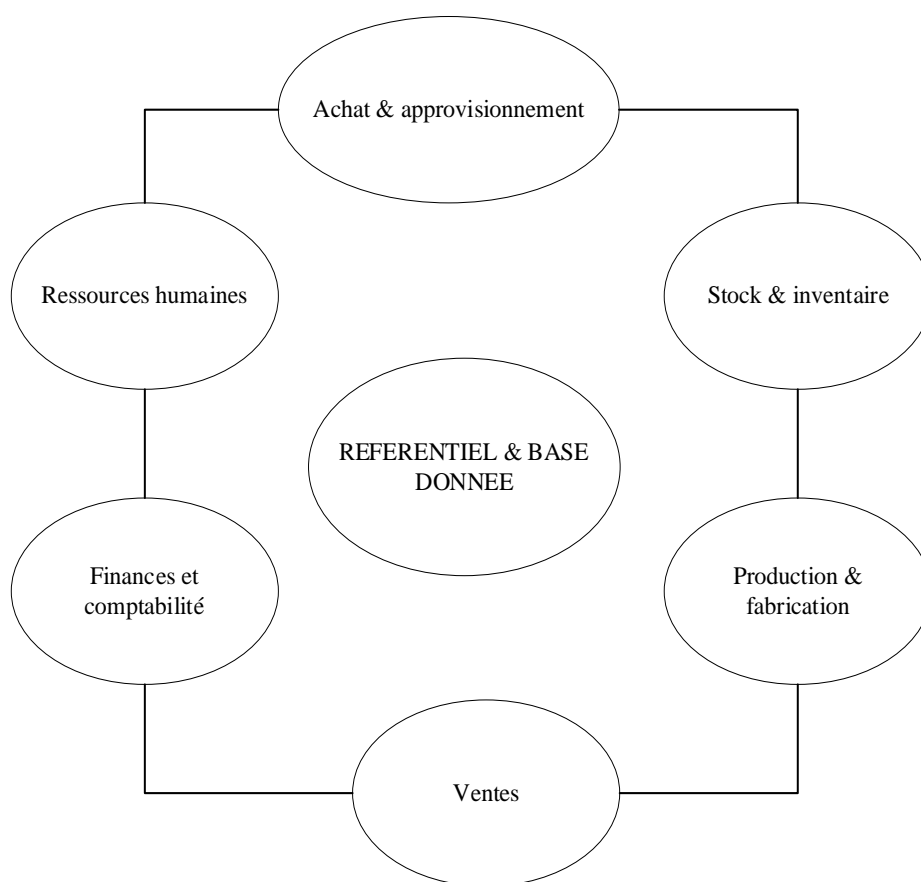 Achat & approvisionnement
Ressources humaines
Stock & inventaire
REFERENTIEL & BASE
DONNEE
Finances et
comptabilité
Production &
fabrication
Ventes